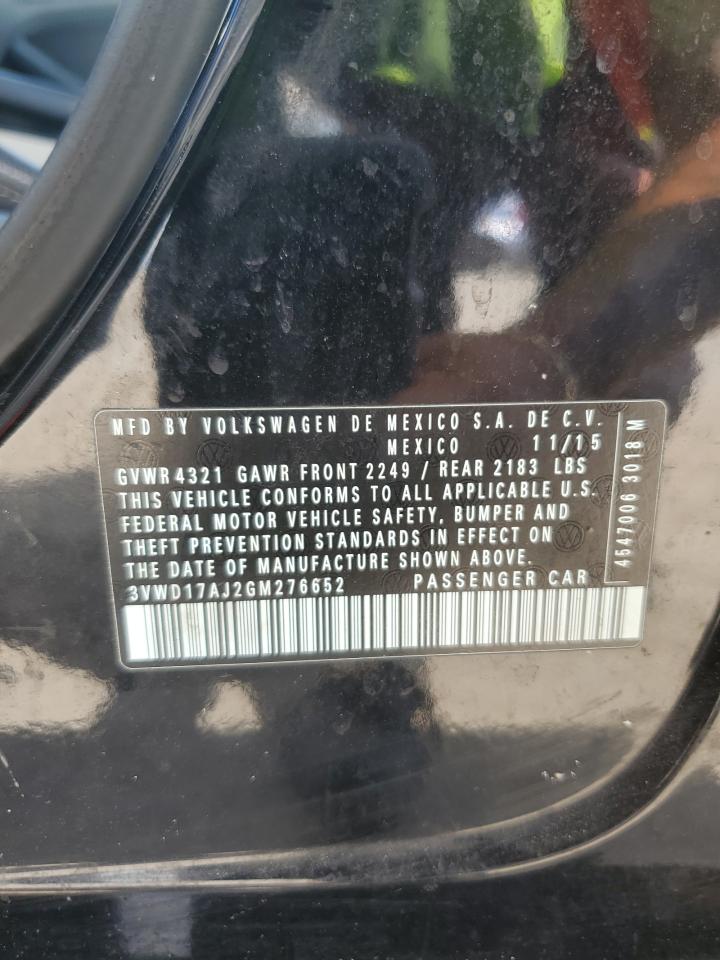 MFD BY VOLKSWAGEN DE MEXICO S.A. DE C.V.
MEXICO 11/15
GVWR 4321 GAWR FRONT 2249 / REAR 2183 LBS
THIS VEHICLE CONFORMS TO ALL APPLICABLE U.S.
FEDERAL MOTOR VEHICLE SAFETY, BUMPER AND
THEFT PREVENTION STANDARDS IN EFFECT ON
THE DATE OF MANUFACTURE SHOWN ABOVE.
3VWD17AJ2GM276652 PASSENGER CAR
4547006 3018 M